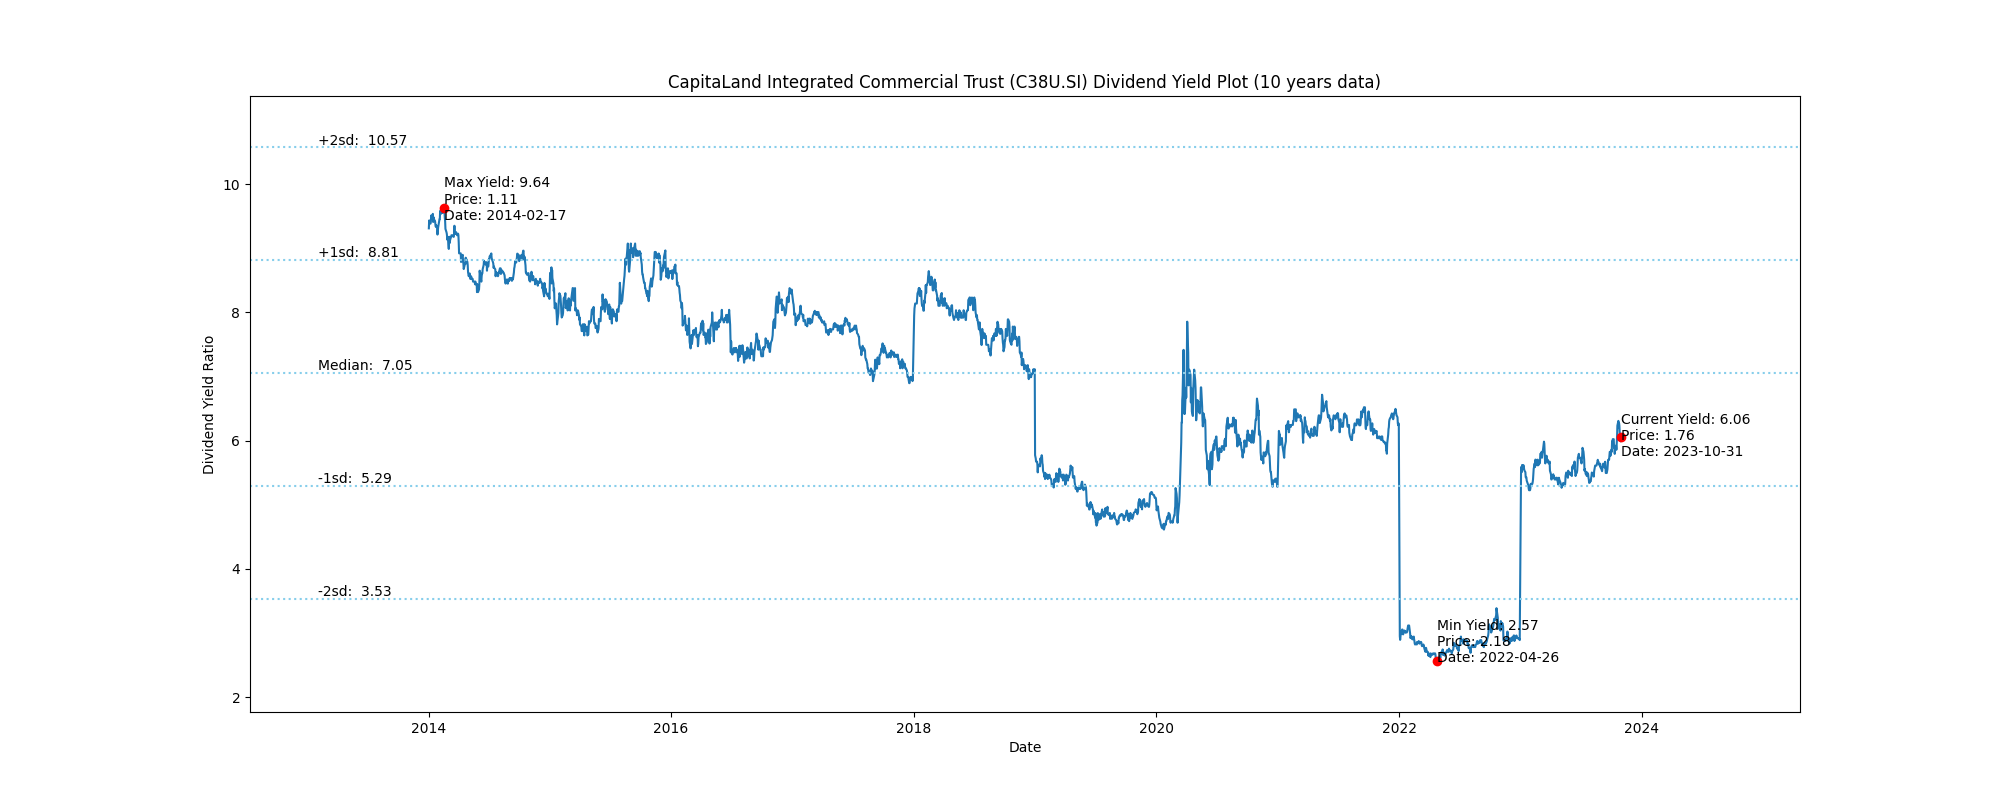 CapitaLand Integrated Commercial Trust (C38U.SI) Dividend Yield Plot (10 years data)
+2sd:  10.57
Max Yield: 9.64
Price: 1.11
Date: 2014-02-17
+1sd:  8.81
Median:  7.05
Current Yield: 6.06
Price: 1.76
Date: 2023-10-31
-1sd:  5.29
-2sd:  3.53
Min Yield: 2.57
Price: 2.18
Date: 2022-04-26
10
8
6
4
2
Dividend Yield Ratio
2014
2016
2018
2020
2022
2024
Date